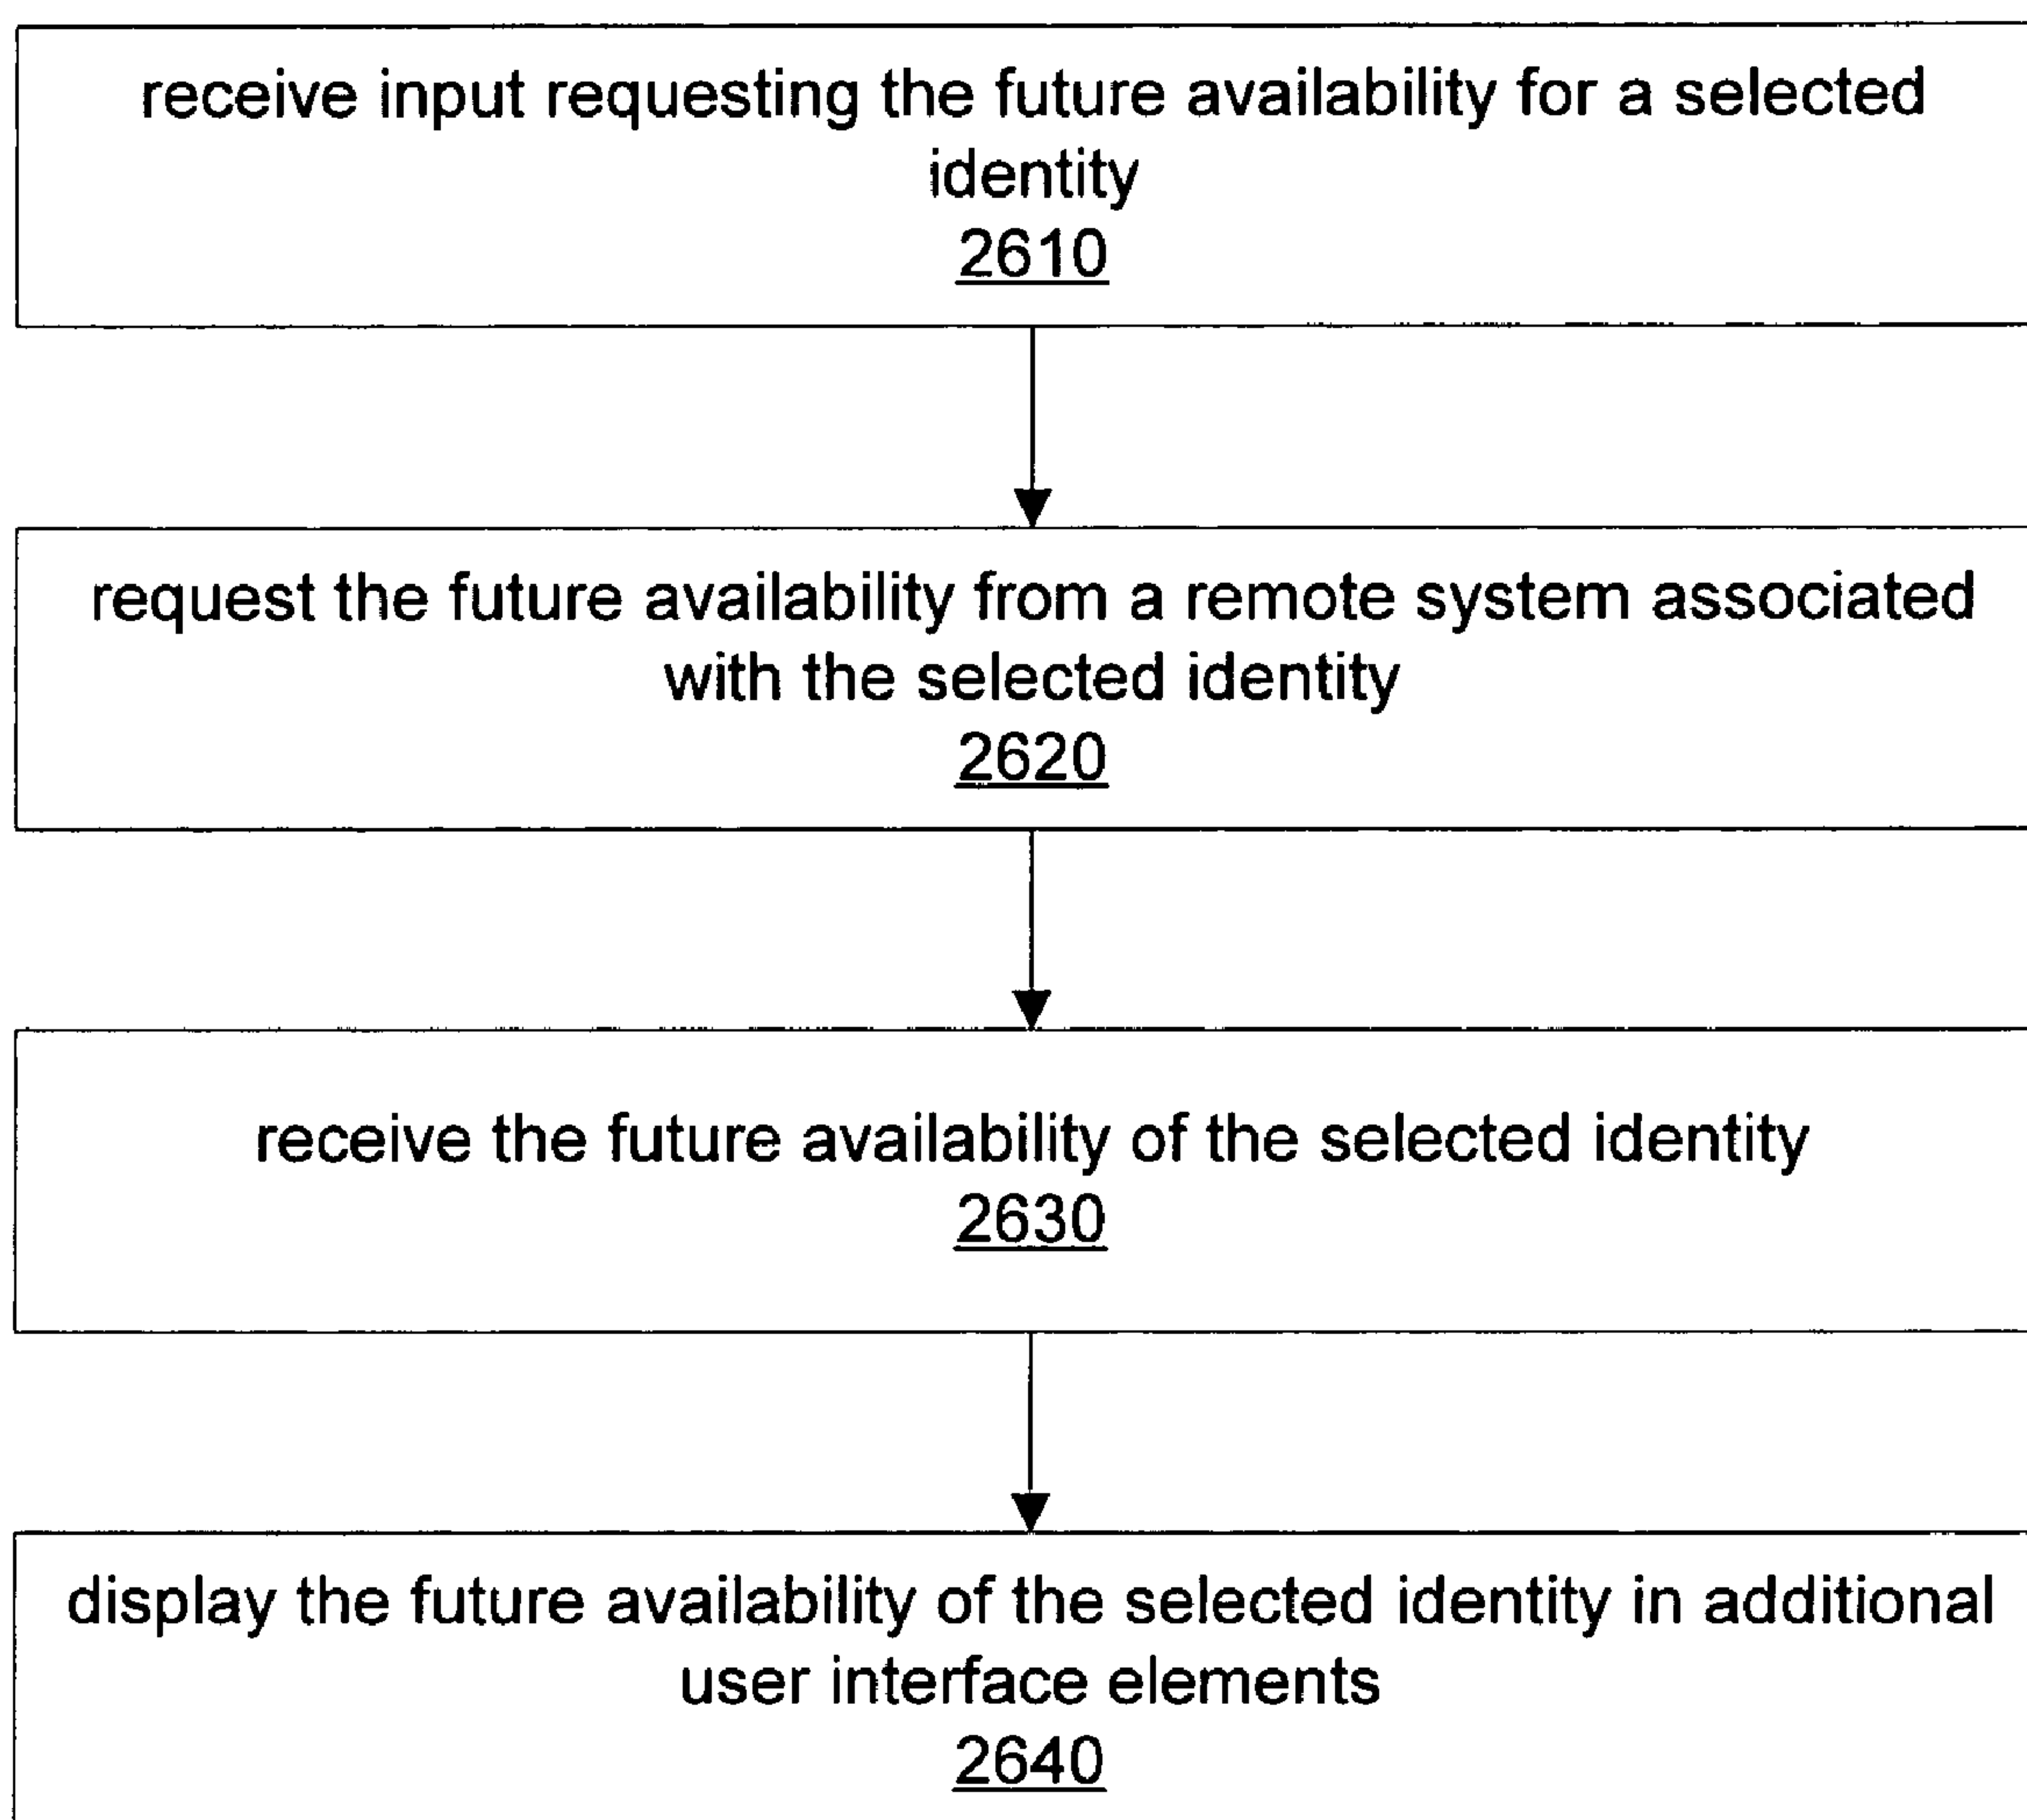 receive input requesting the future availability for a selected
identity
2610
request the future availability from a remote system associated
with the selected identity
2620
receive the future availability of the selected identity
2630
display the future availability of the selected identity in additional
user interface elements
2640